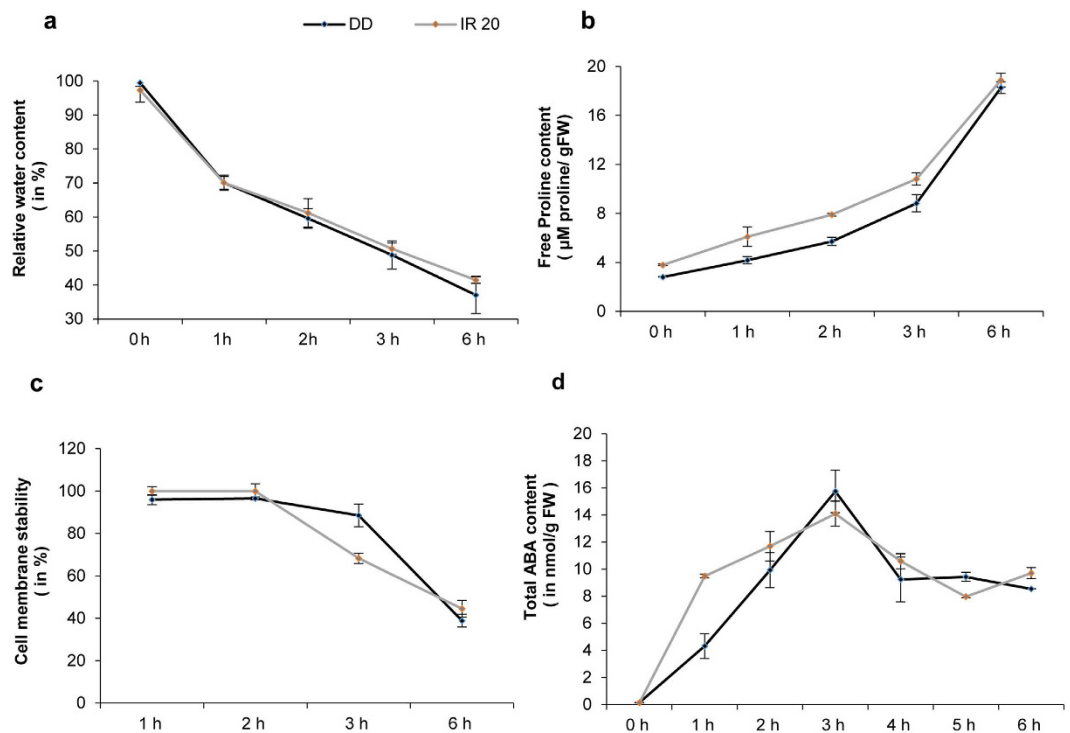 a
DD
IR 20
b
Relative water content
( in %)
100
90
80
70
60
50
40
30
0 h
1h
2h
3 h
6 h
Free Proline content
( µM proline/ gFW)
20
16
12
8
4
0
0 h
1 h
2 h
3 h
6 h
c
Cell membrane stability
( in %)
120
100
80
60
40
20
0
1 h
2 h
3 h
6 h
d
Total ABA content
( in nmol/g FW)
20
18
16
14
12
10
8
6
4
2
0
0 h
1 h
2 h
3 h
4 h
5 h
6 h